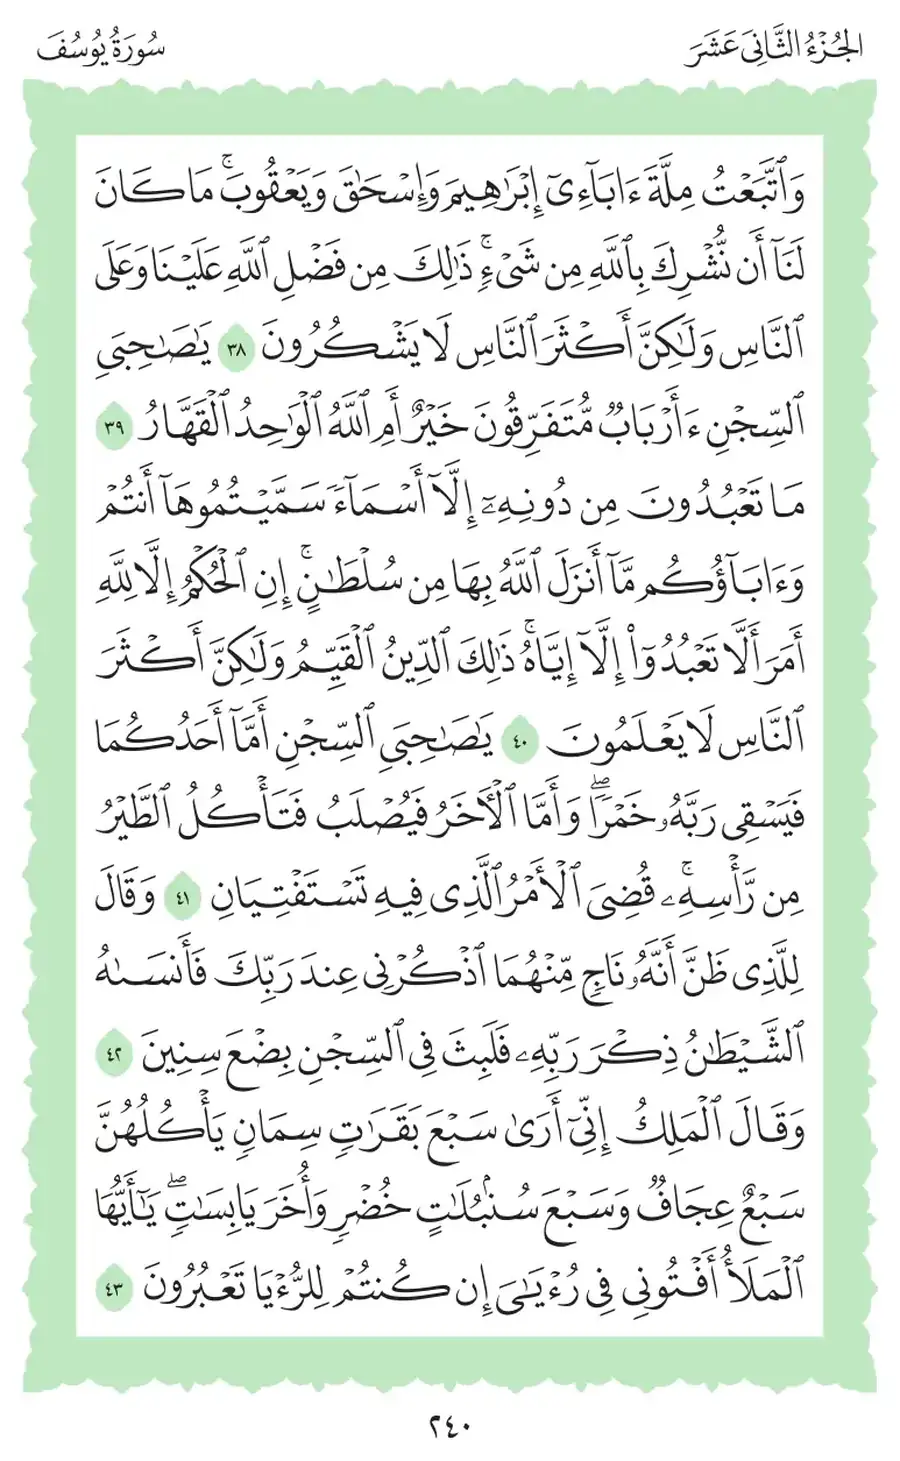 الجُزْءُ الثَّانِيَ عَشَرَ
سُورَةُ يُوسُفَ
وَٱتَّبَعْتُ مِلَّةَ ءَابَآءِىٓ إِبْرَٰهِيمَ وَإِسْحَٰقَ وَيَعْقُوبَ ۚ مَا كَانَ
لَنَآ أَن نُّشْرِكَ بِٱللَّهِ مِن شَىْءٍ ۚ ذَٰلِكَ مِن فَضْلِ ٱللَّهِ عَلَيْنَا وَعَلَى
ٱلنَّاسِ وَلَٰكِنَّ أَكْثَرَ ٱلنَّاسِ لَا يَشْكُرُونَ ٣٨ يَٰصَٰحِبَىِ
ٱلسِّجْنِ ءَأَرْبَابٌ مُّتَفَرِّقُونَ خَيْرٌ أَمِ ٱللَّهُ ٱلْوَٰحِدُ ٱلْقَهَّارُ ٣٩
مَا تَعْبُدُونَ مِن دُونِهِۦٓ إِلَّآ أَسْمَآءً سَمَّيْتُمُوهَآ أَنتُمْ
وَءَابَآؤُكُم مَّآ أَنزَلَ ٱللَّهُ بِهَا مِن سُلْطَٰنٍ ۚ إِنِ ٱلْحُكْمُ إِلَّا لِلَّهِ
أَمَرَ أَلَّا تَعْبُدُوٓا۟ إِلَّآ إِيَّاهُ ۚ ذَٰلِكَ ٱلدِّينُ ٱلْقَيِّمُ وَلَٰكِنَّ أَكْثَرَ
ٱلنَّاسِ لَا يَعْلَمُونَ ٤٠ يَٰصَٰحِبَىِ ٱلسِّجْنِ أَمَّآ أَحَدُكُمَا
فَيَسْقِى رَبَّهُۥ خَمْرًا ۖ وَأَمَّا ٱلْءَاخَرُ فَيُصْلَبُ فَتَأْكُلُ ٱلطَّيْرُ
مِن رَّأْسِهِۦ ۚ قُضِىَ ٱلْأَمْرُ ٱلَّذِى فِيهِ تَسْتَفْتِيَانِ ٤١ وَقَالَ
لِلَّذِى ظَنَّ أَنَّهُۥ نَاجٍ مِّنْهُمَا ٱذْكُرْنِى عِندَ رَبِّكَ فَأَنسَىٰهُ
ٱلشَّيْطَٰنُ ذِكْرَ رَبِّهِۦ فَلَبِثَ فِى ٱلسِّجْنِ بِضْعَ سِنِينَ ٤٢
وَقَالَ ٱلْمَلِكُ إِنِّىٓ أَرَىٰ سَبْعَ بَقَرَٰتٍ سِمَانٍ يَأْكُلُهُنَّ
سَبْعٌ عِجَافٌ وَسَبْعَ سُنۢبُلَٰتٍ خُضْرٍ وَأُخَرَ يَابِسَٰتٍ ۖ يَٰٓأَيُّهَا
ٱلْمَلَأُ أَفْتُونِى فِى رُءْيَٰىَ إِن كُنتُمْ لِلرُّءْيَا تَعْبُرُونَ ٤٣
٢٤٠